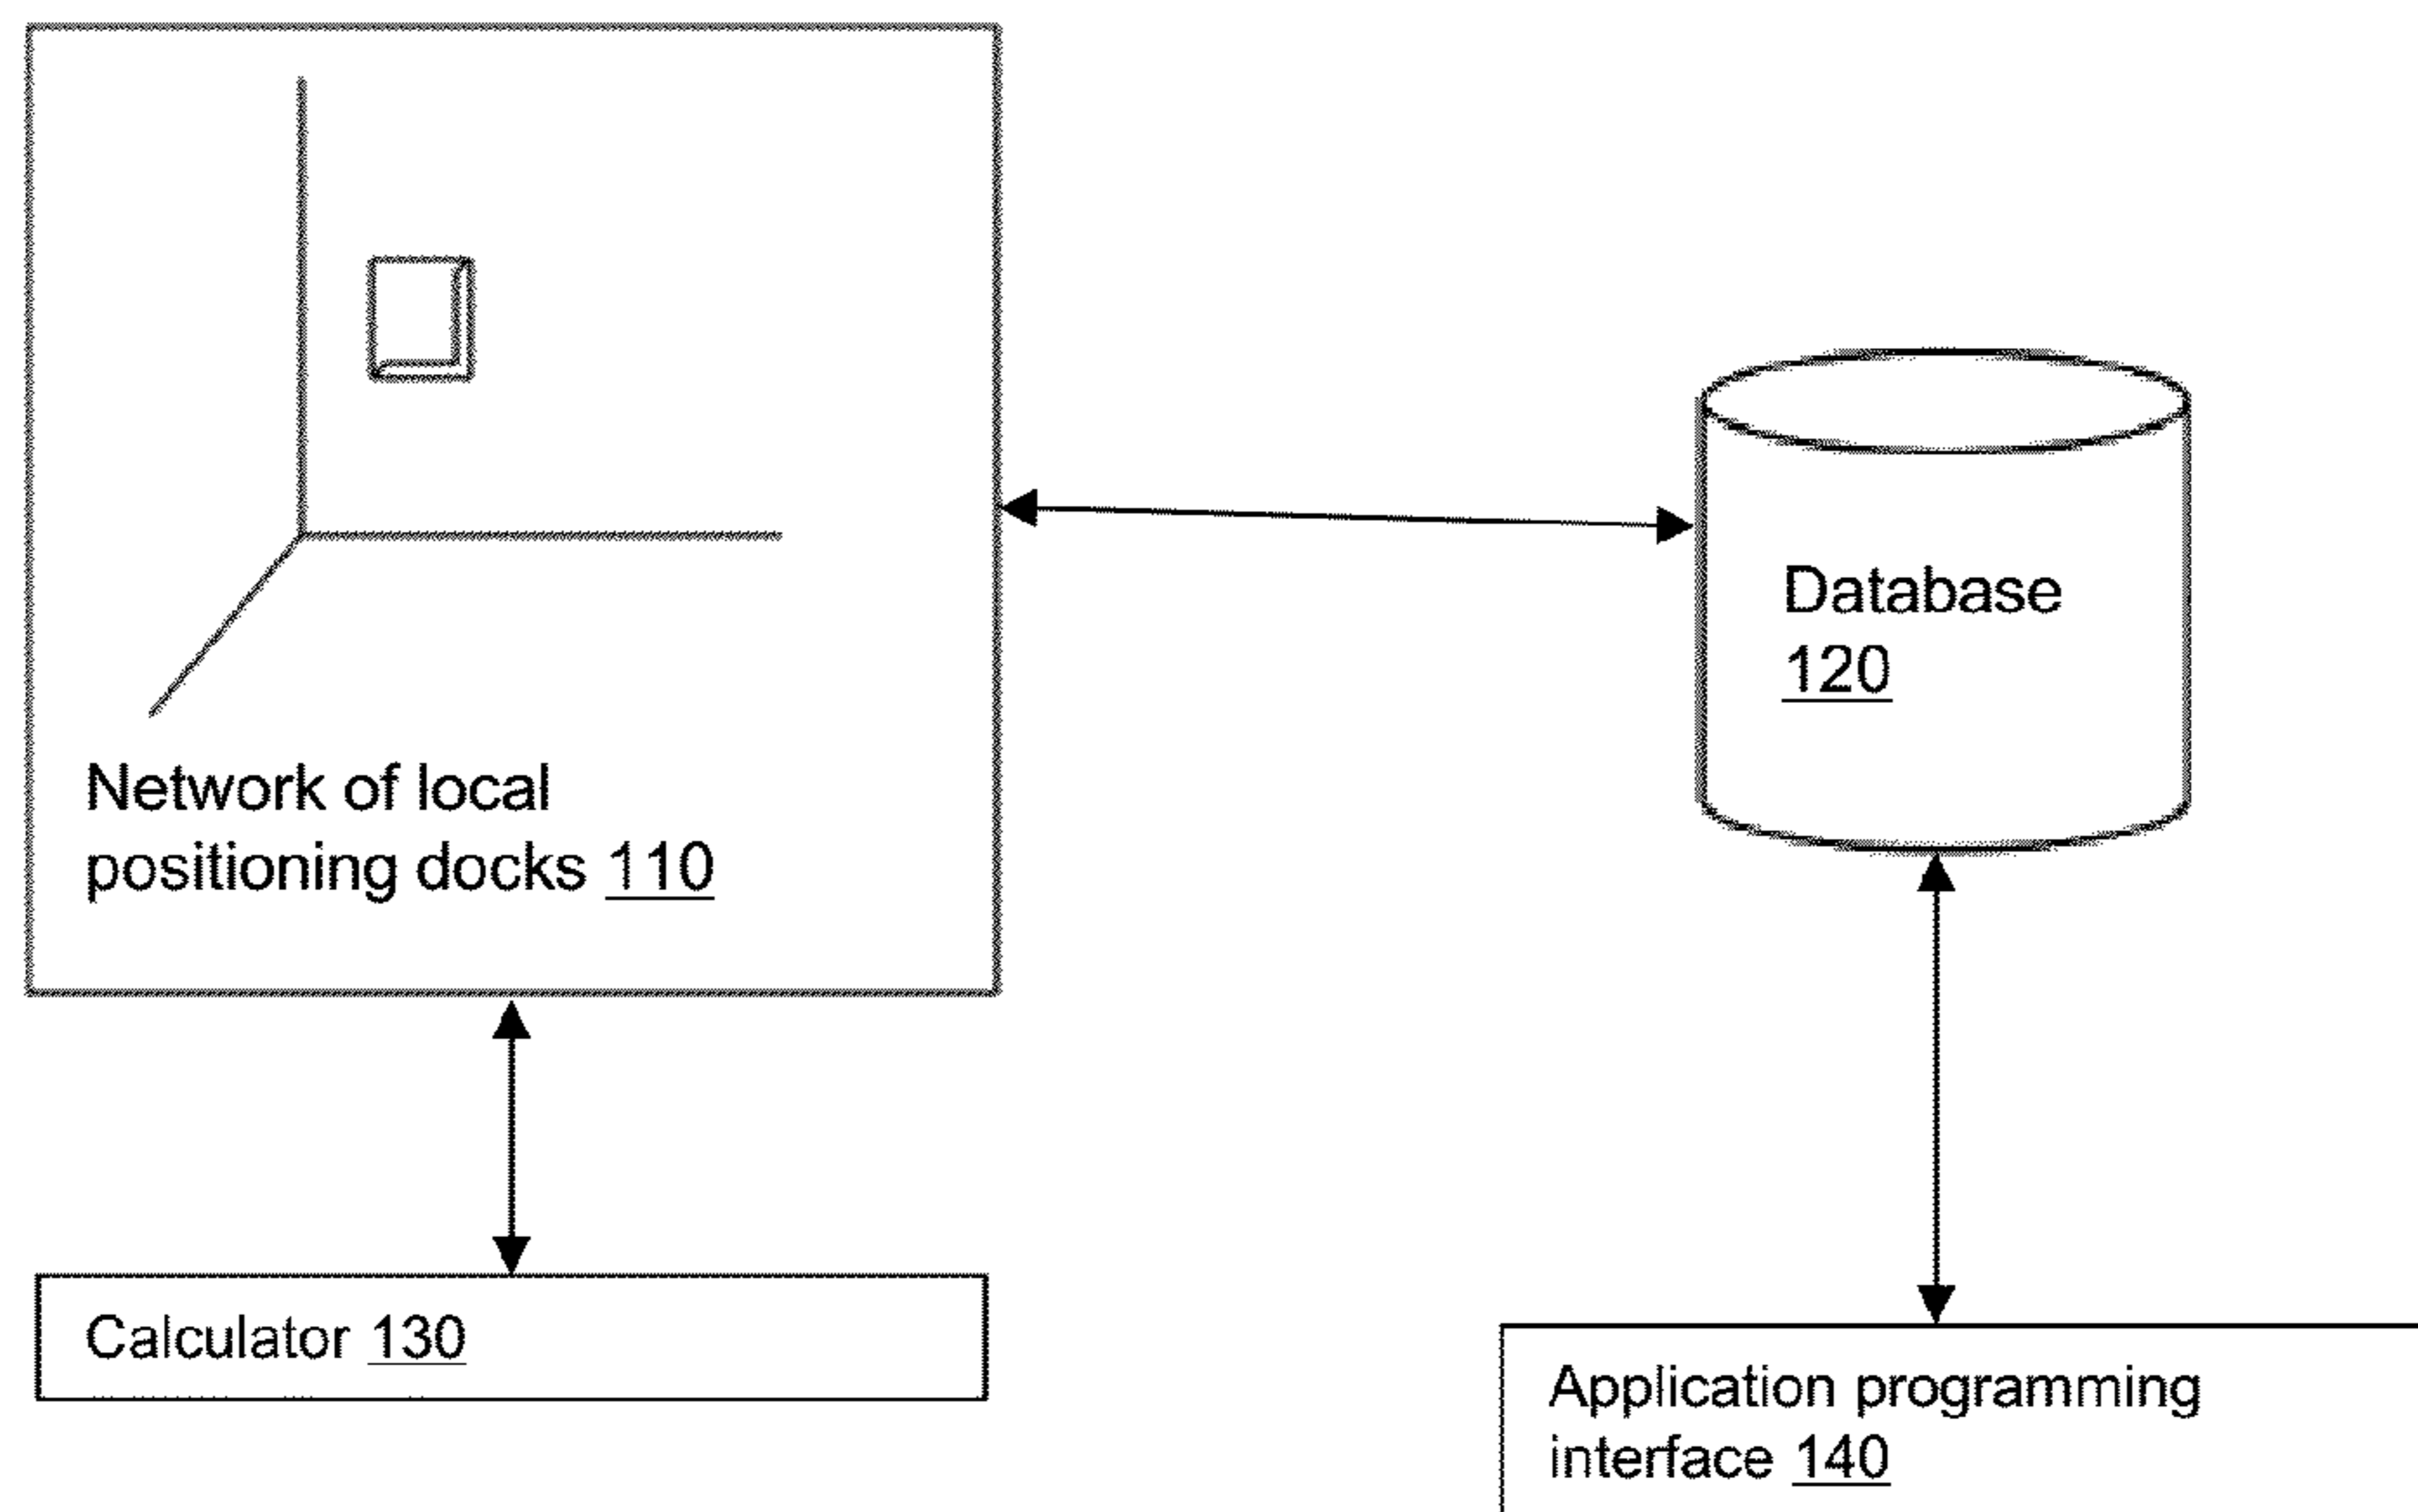 Network of local
positioning docks 110
Database
120
Calculator 130
Application programming
interface 140